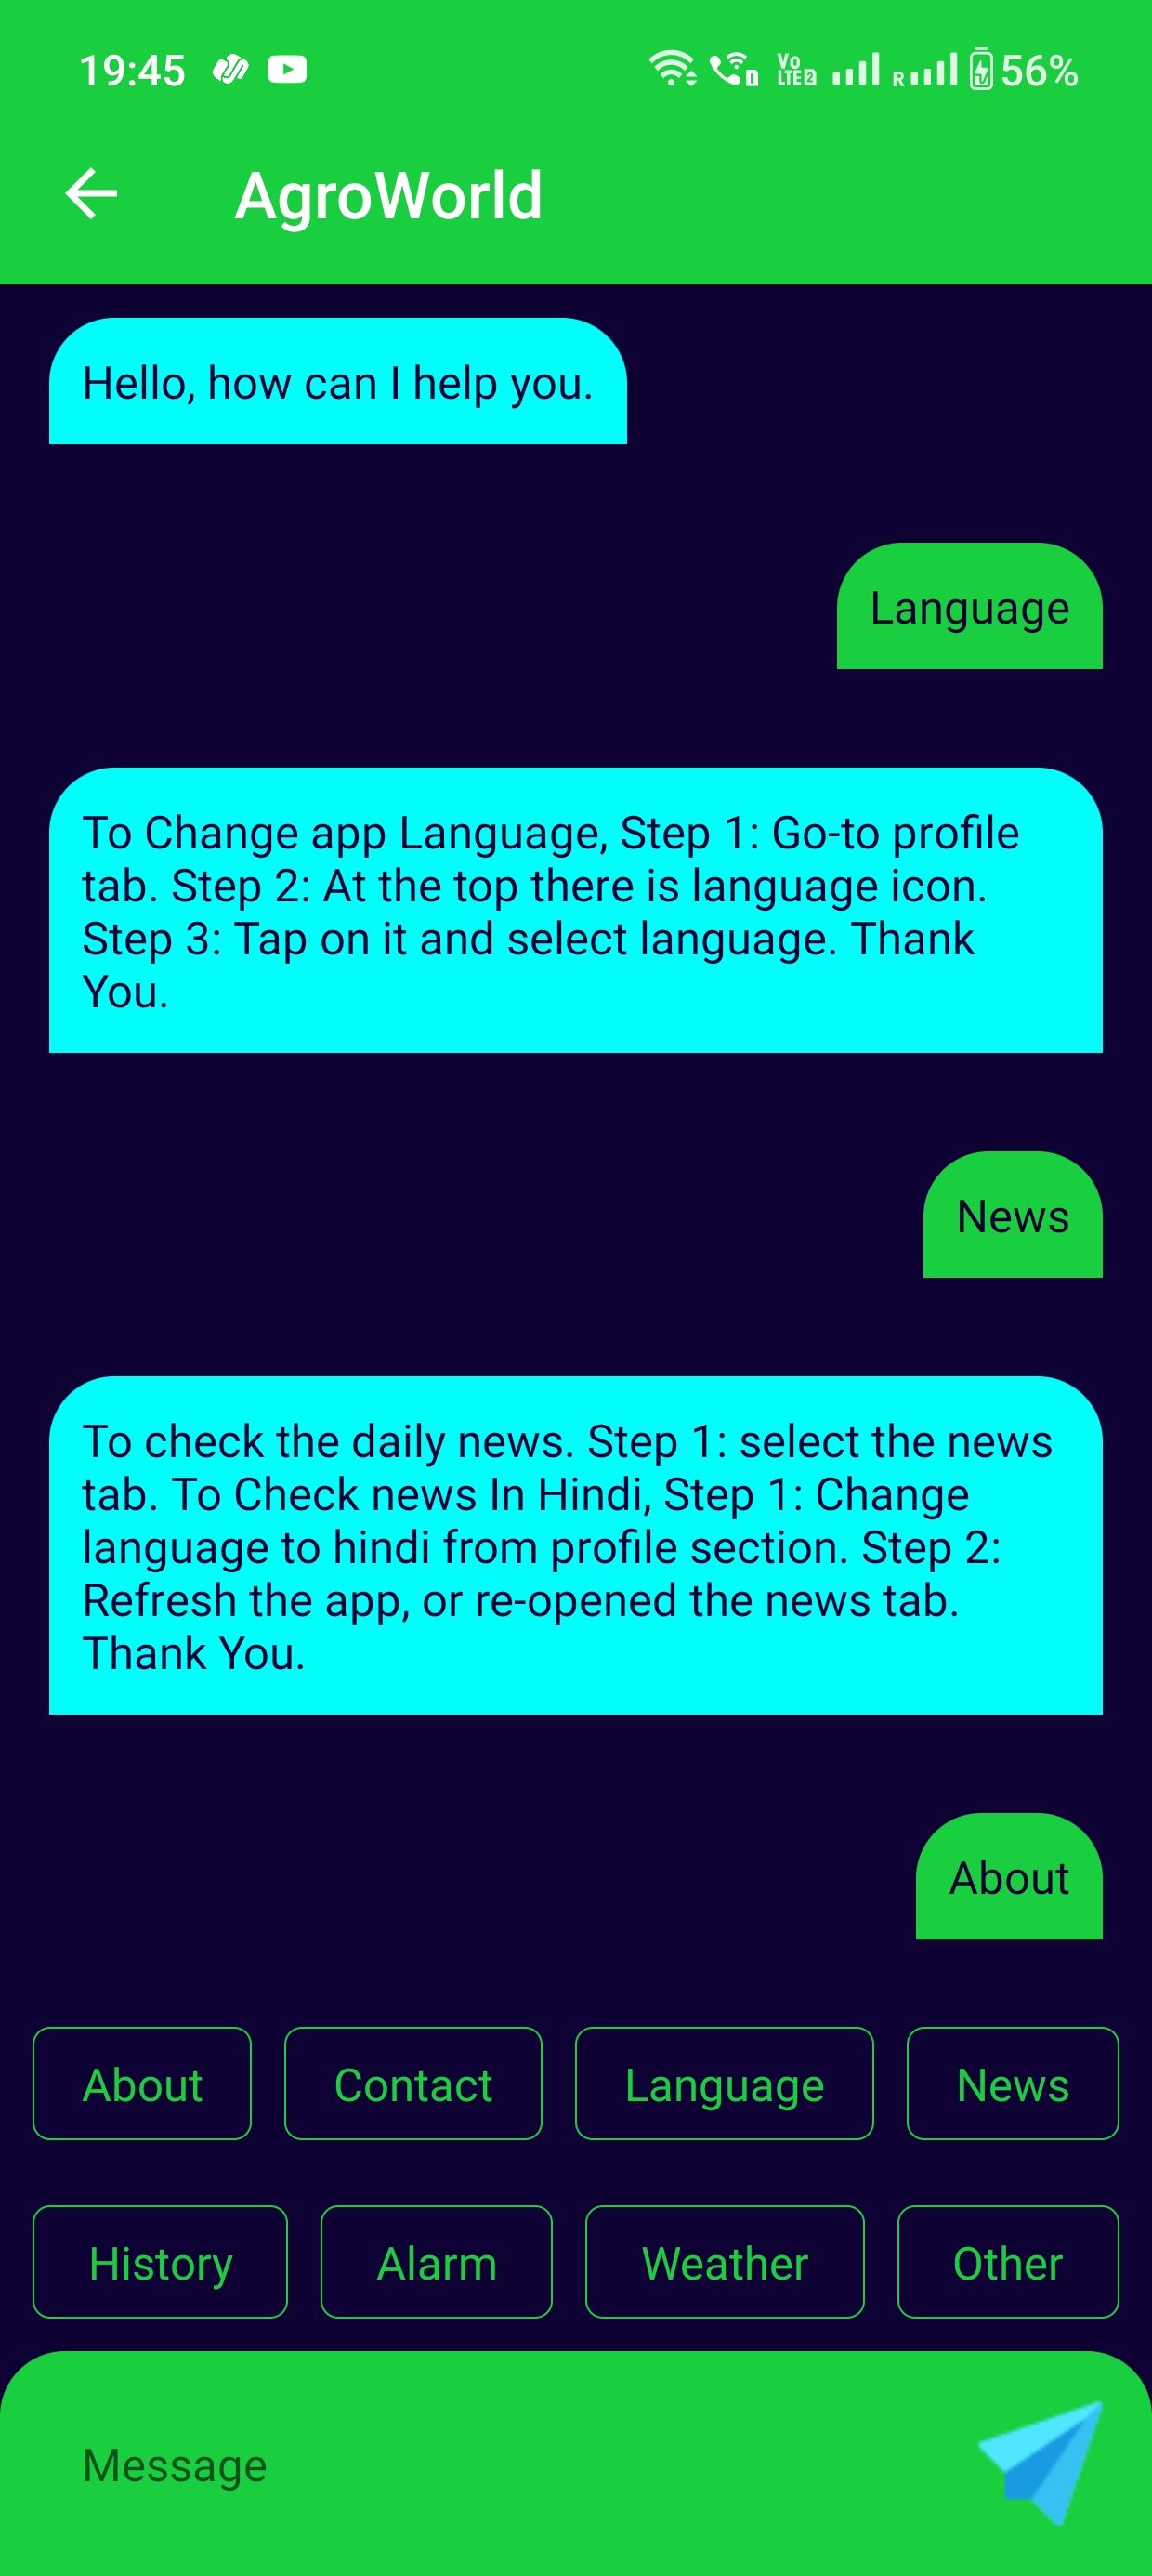 19:45 Vo LTE 2 R 56%
AgroWorld
Hello, how can I help you.
Language
To Change app Language, Step 1: Go-to profile
tab. Step 2: At the top there is language icon.
Step 3: Tap on it and select language. Thank
You.
News
To check the daily news. Step 1: select the news
tab. To Check news In Hindi, Step 1: Change
language to hindi from profile section. Step 2:
Refresh the app, or re-opened the news tab.
Thank You.
About
About Contact Language News
History Alarm Weather Other
Message